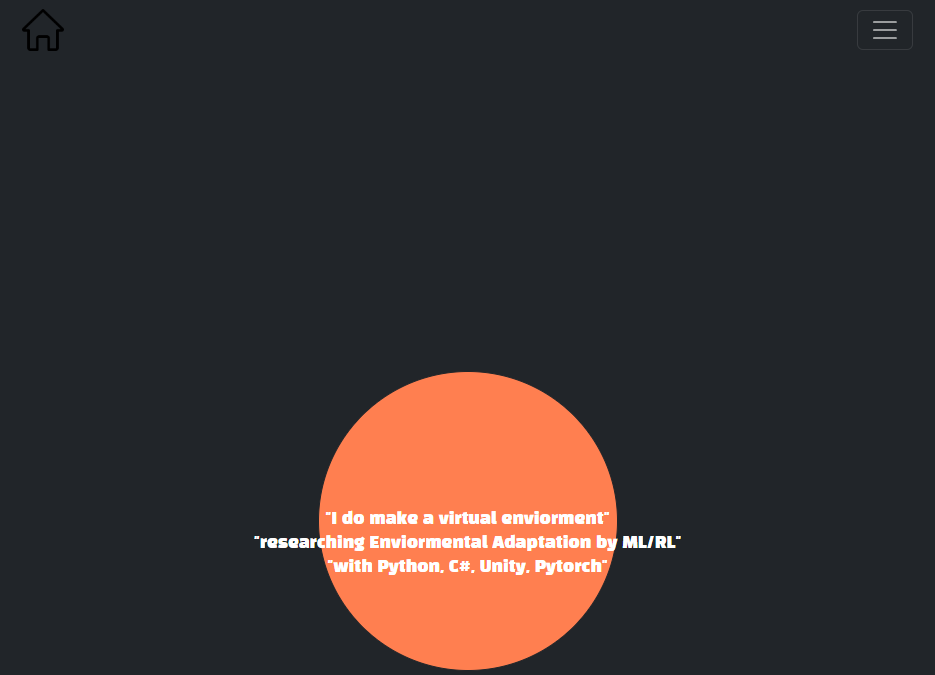 "I do make a virtual enviorment"
"researching Enviormental Adaptation by ML/RL"
"with Python, C#, Unity, Pytorch"